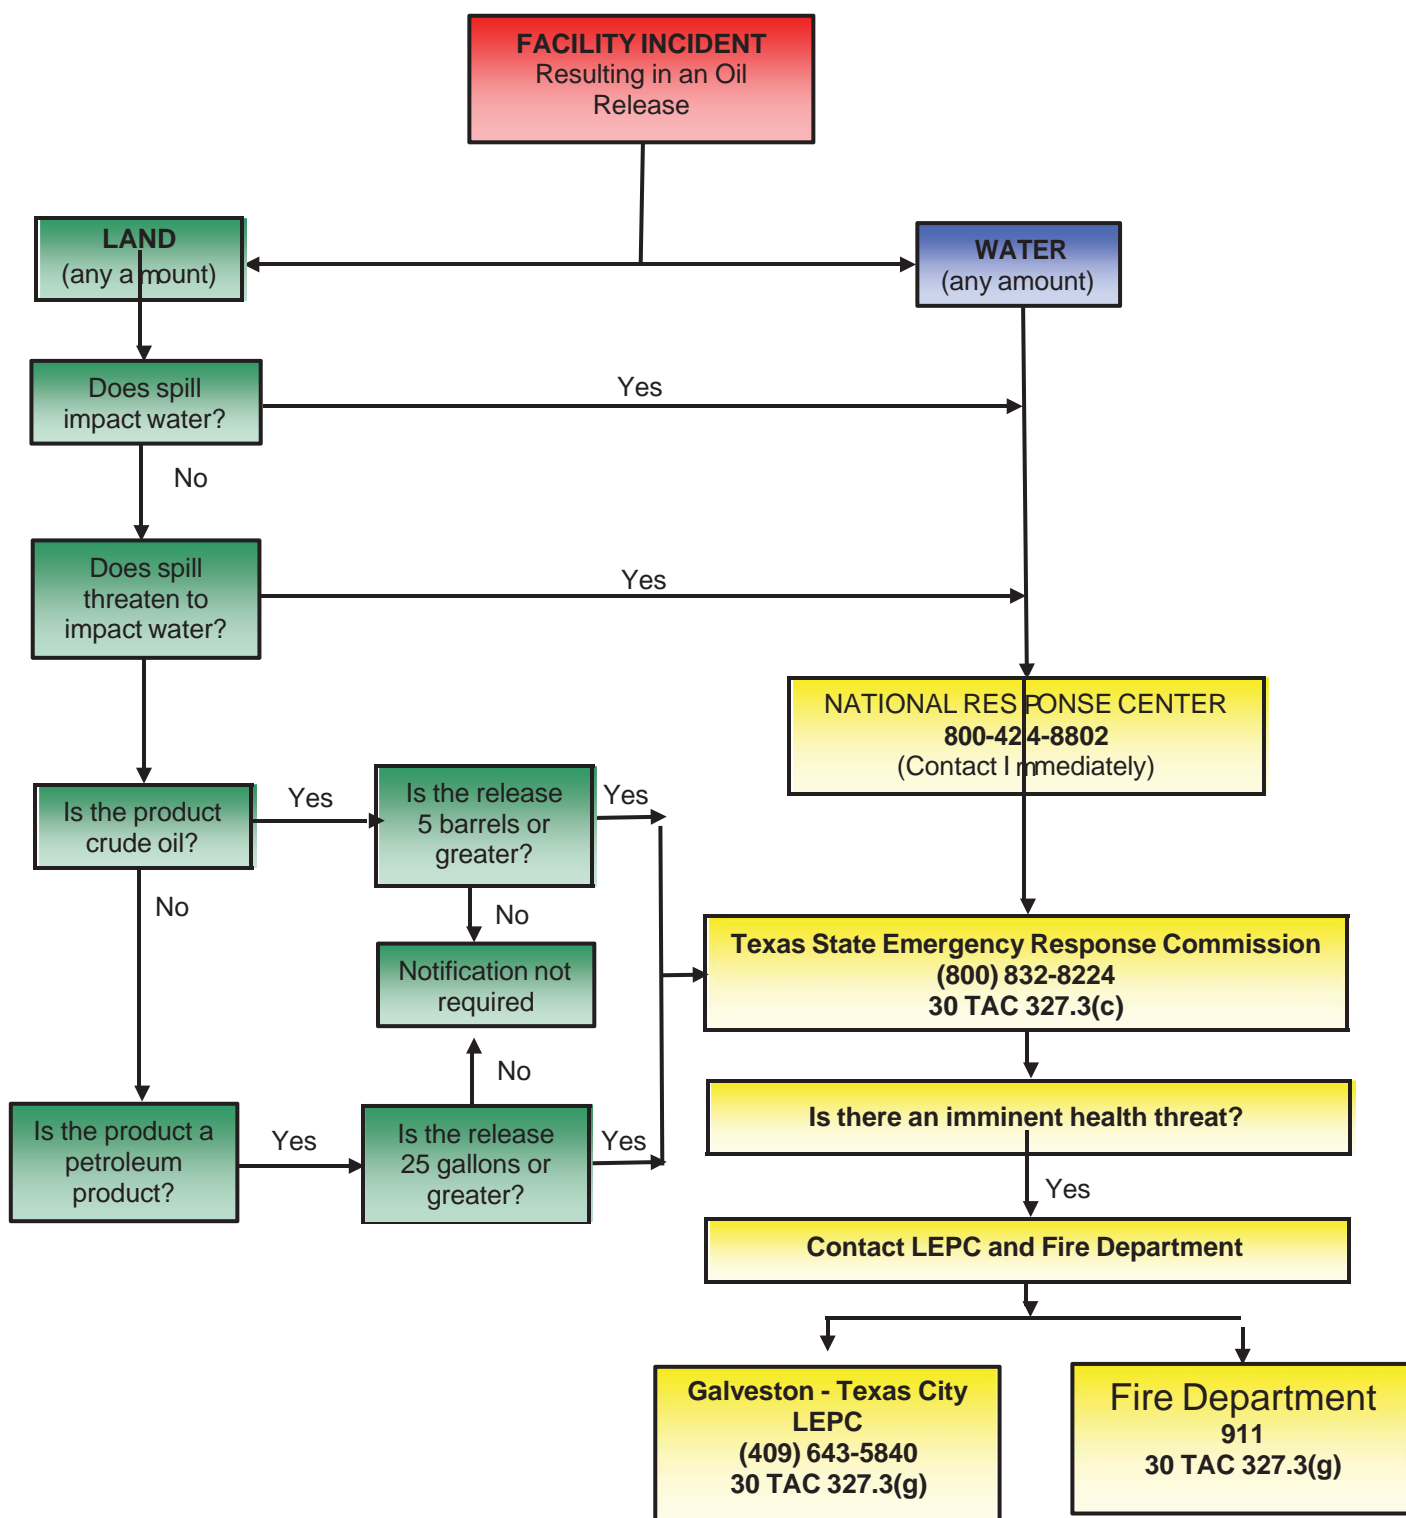 FACILITY INCIDENT
Resulting in an Oil
Release
LAND
(any amount)
WATER
(any amount)
Does spill
impact water?
Yes
No
Does spill
threaten to
impact water?
Yes
NATIONAL RESPONSE CENTER
800-424-8802
(Contact Immediately)
Is the product
crude oil?
Yes
Is the release
5 barrels or
greater?
Yes
No
No
Notification not
required
Texas State Emergency Response Commission
(800) 832-8224
30 TAC 327.3(c)
No
Is there an imminent health threat?
Is the product a
petroleum
product?
Yes
Is the release
25 gallons or
greater?
Yes
Yes
Contact LEPC and Fire Department
Galveston - Texas City
LEPC
(409) 643-5840
30 TAC 327.3(g)
Fire Department
911
30 TAC 327.3(g)